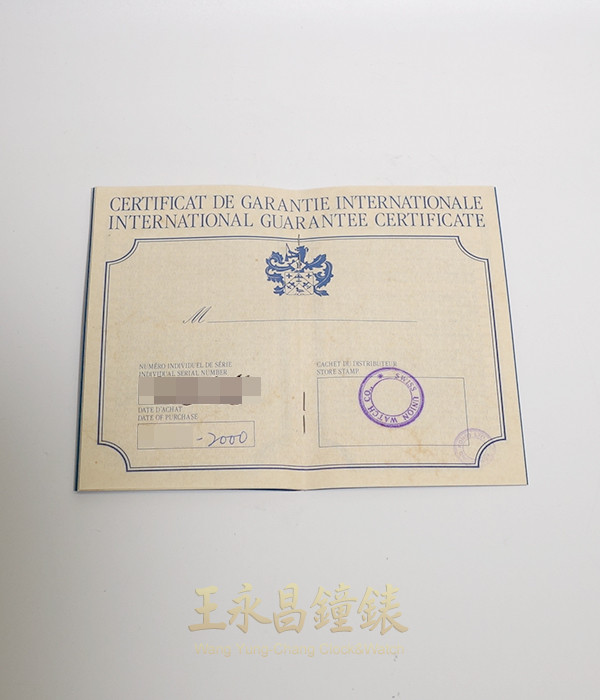 CERTIFICAT DE GARANTIE INTERNATIONALE
INTERNATIONAL GUARANTEE CERTIFICATE
M
NUMÉRO INDIVIDUEL DE SÉRIE
INDIVIDUAL SERIAL NUMBER
DATE D'ACHAT
DATE OF PURCHASE
-2000
CACHET DU DISTRIBUTEUR
STORE STAMP
SWISS UNION WATCH CO.
王永昌鐘錶